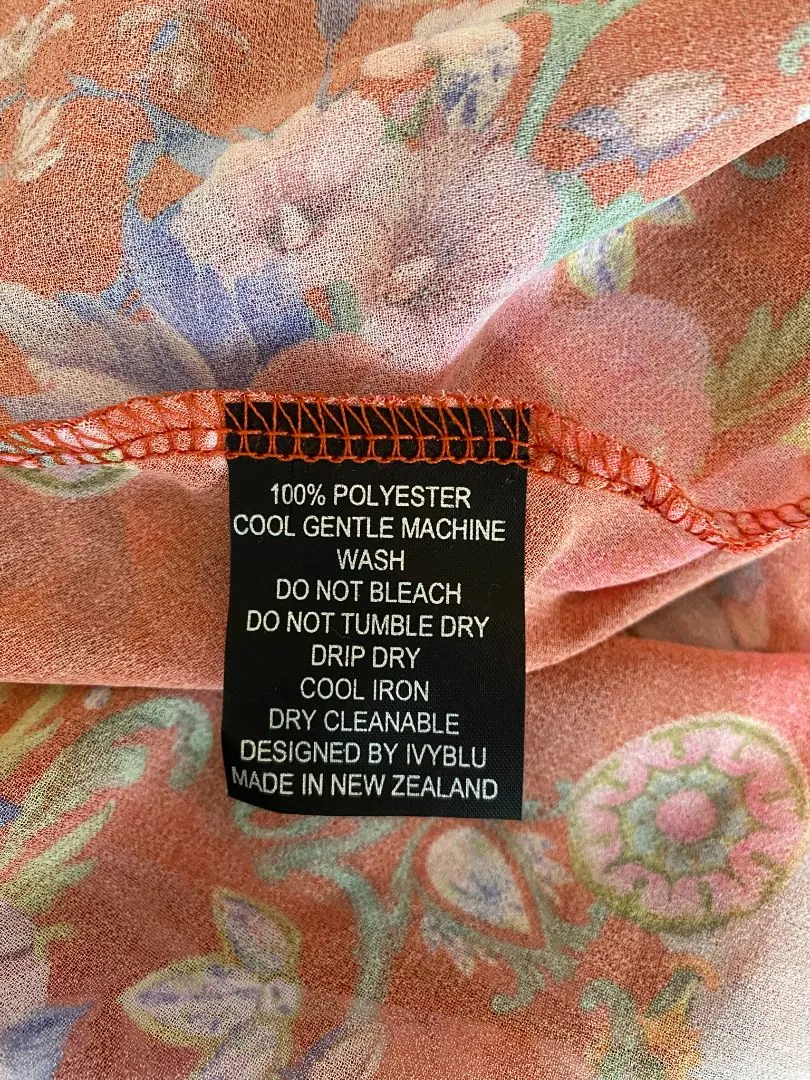 100% POLYESTER
COOL GENTLE MACHINE
WASH
DO NOT BLEACH
DO NOT TUMBLE DRY
DRIP DRY
COOL IRON
DRY CLEANABLE
DESIGNED BY IVYBLU
MADE IN NEW ZEALAND